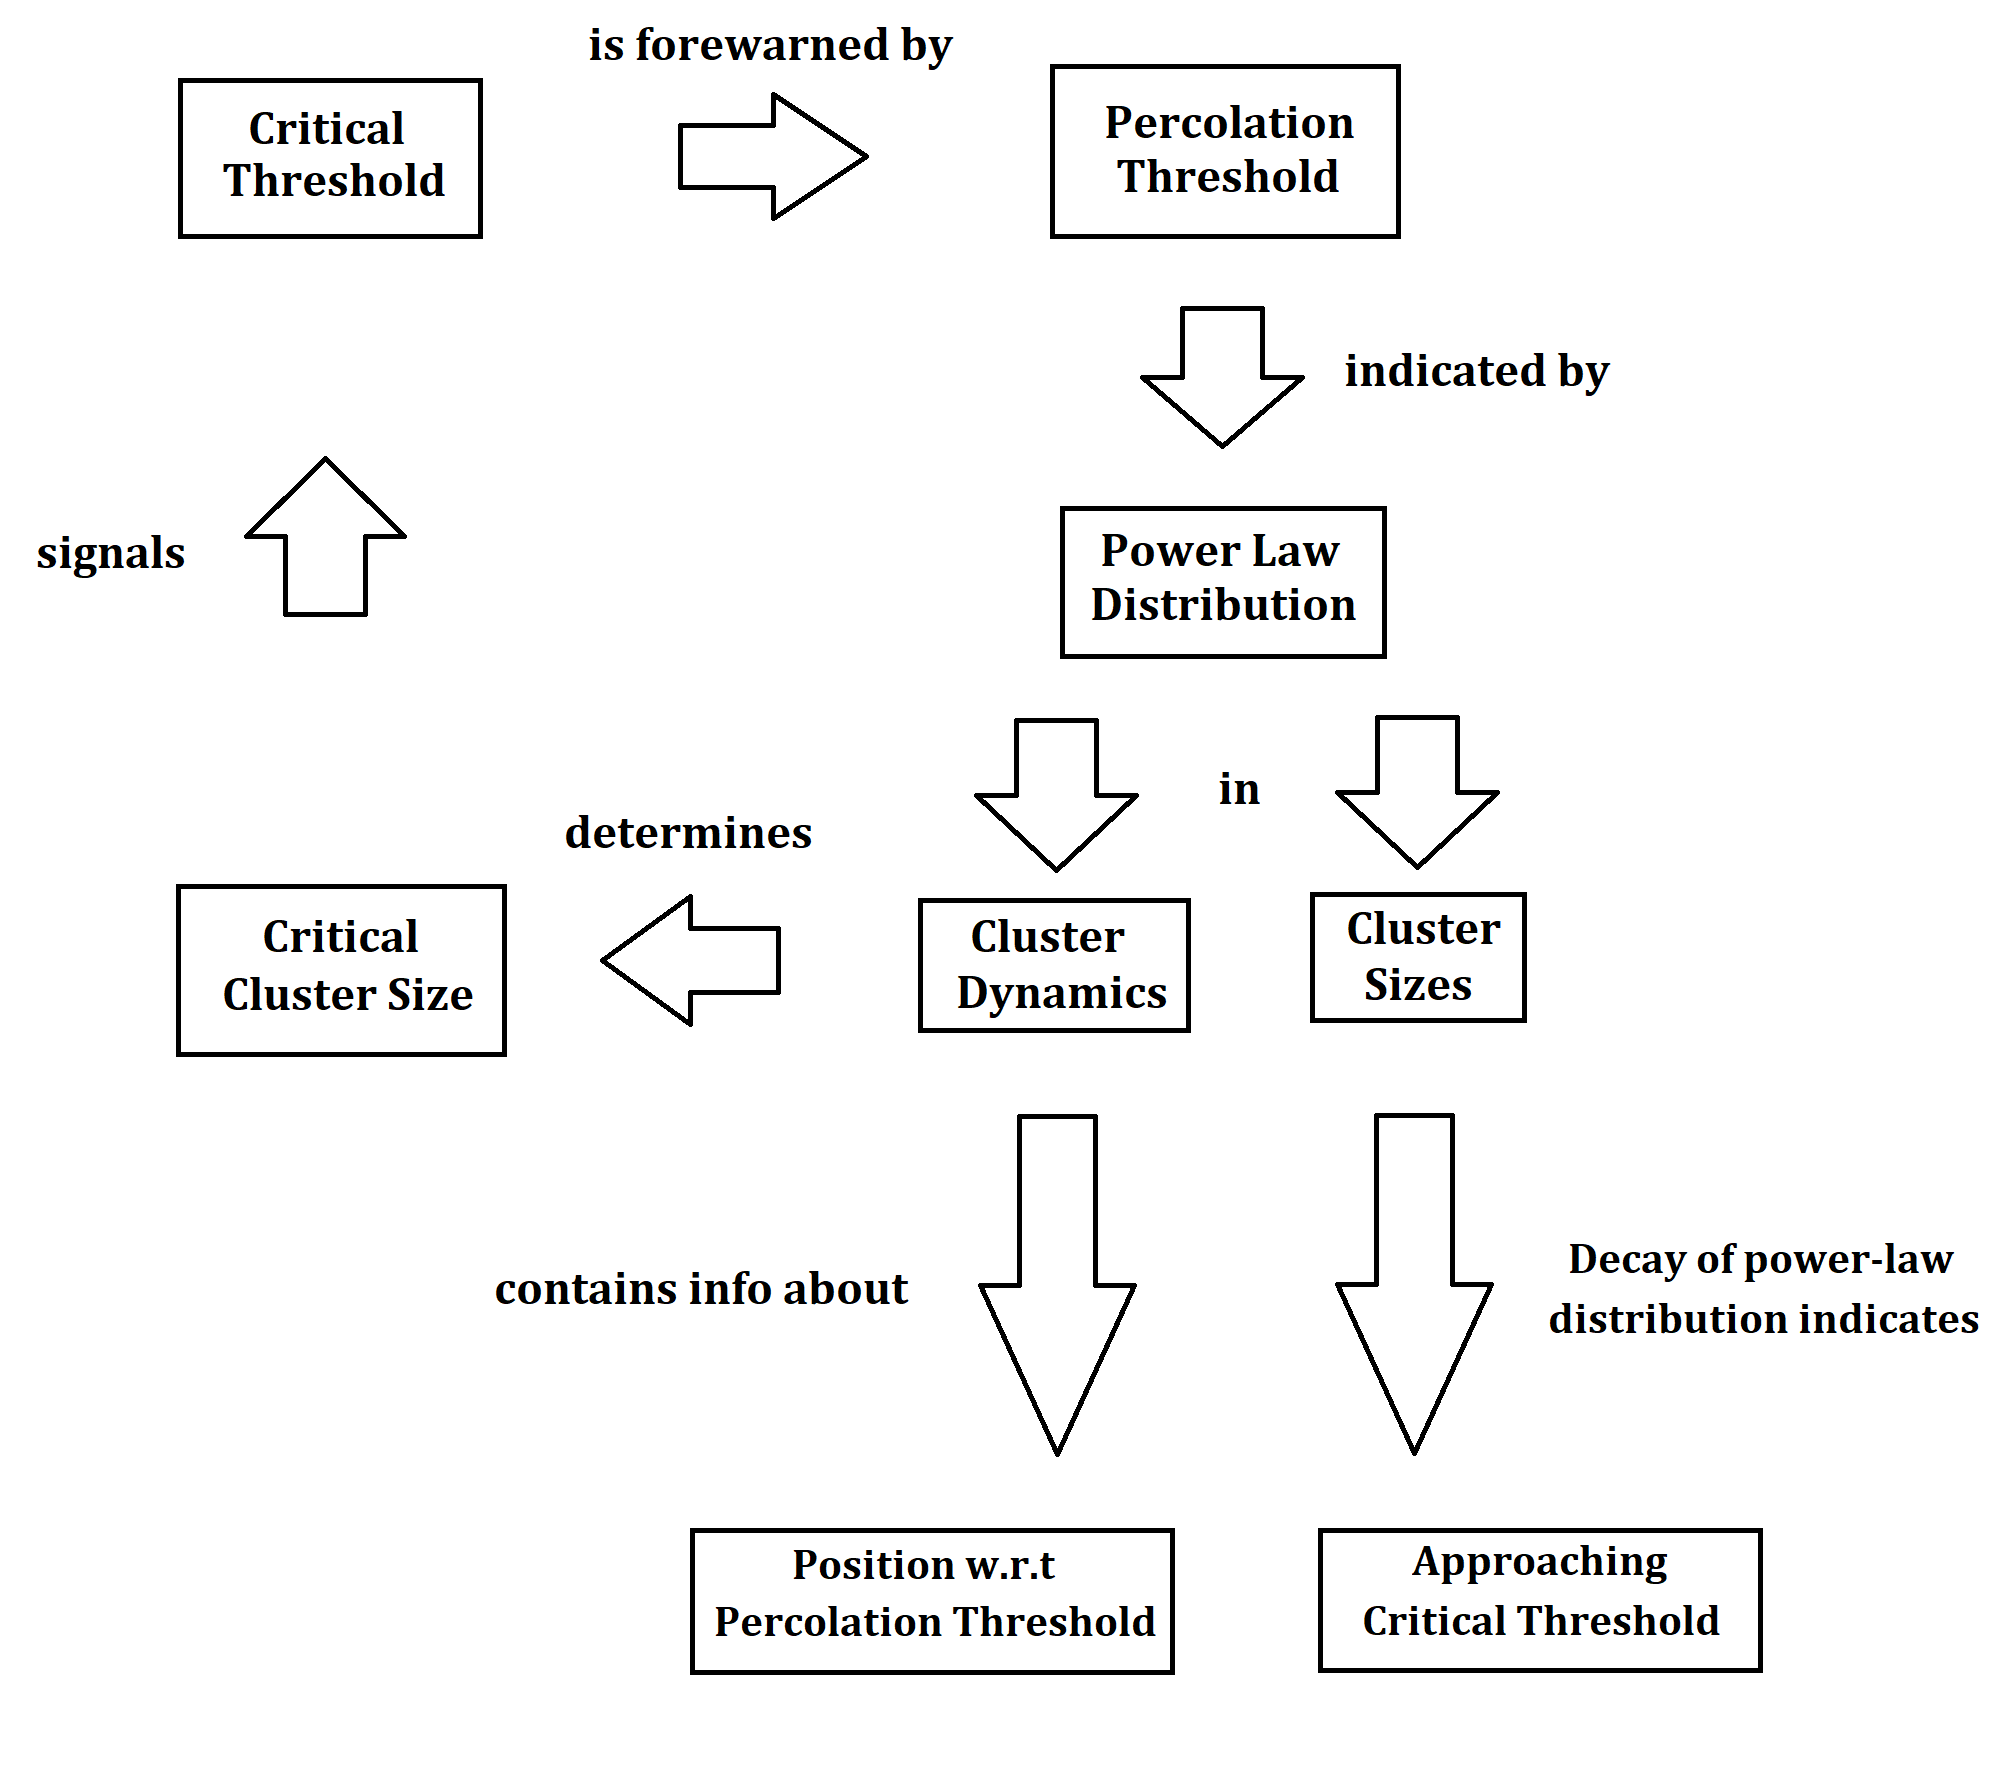 is forewarned by
Critical
Threshold
Percolation
Threshold
indicated by
signals
Power Law
Distribution
in
determines
Critical
Cluster Size
Cluster
Dynamics
Cluster
Sizes
contains info about
Decay of power-law
distribution indicates
Position w.r.t
Percolation Threshold
Approaching
Critical Threshold